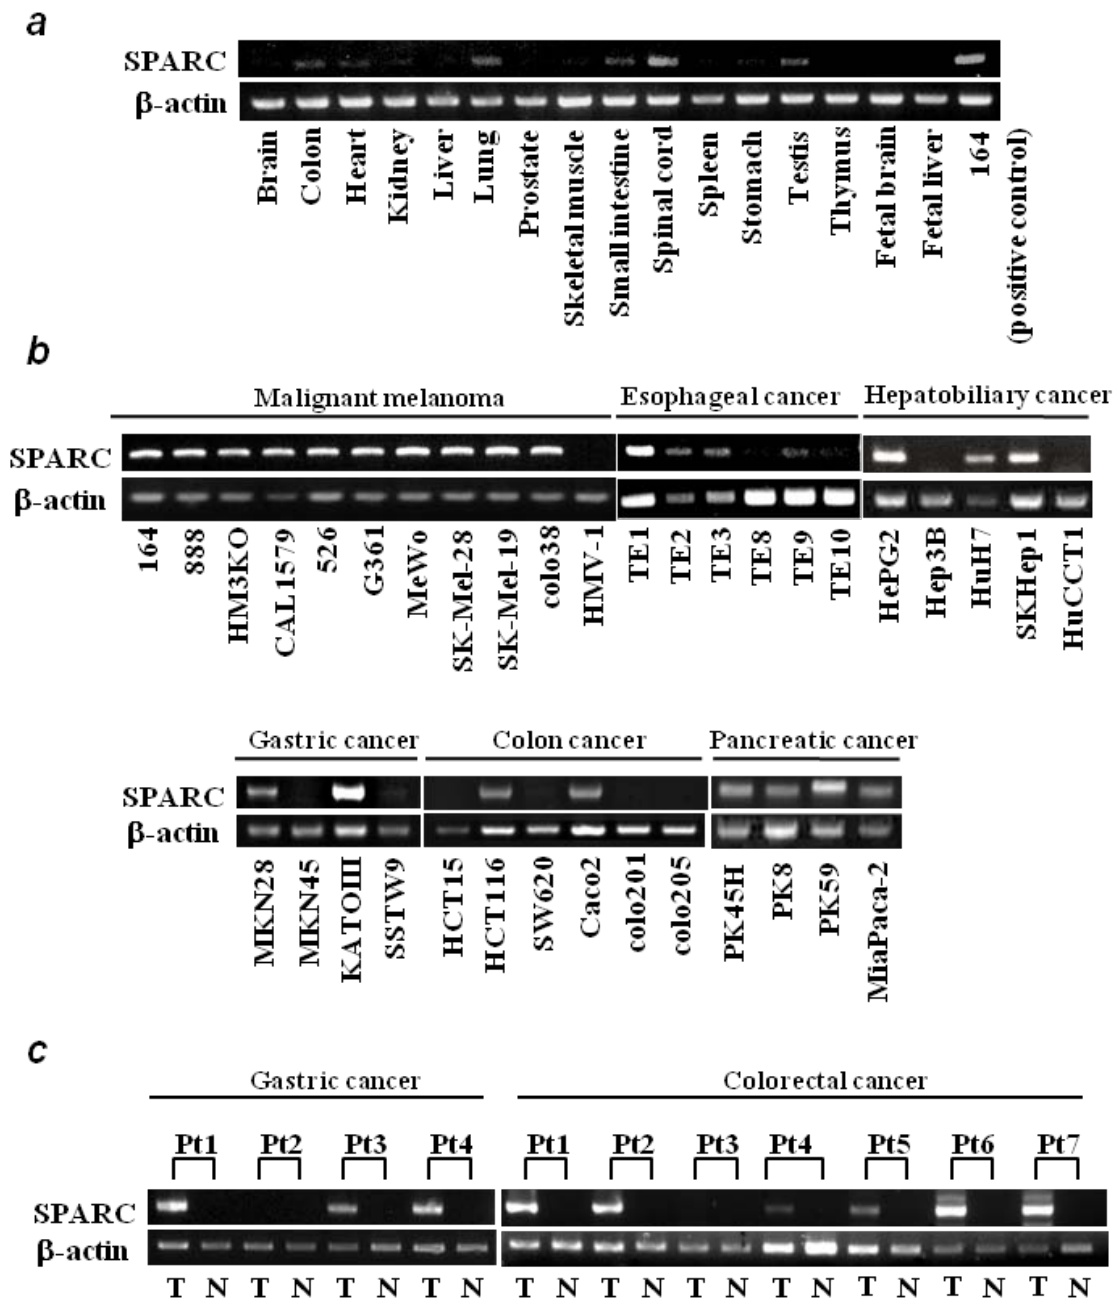 a
SPARC
β-actin
Brain
Colon
Heart
Kidney
Liver
Lung
Prostate
Skeletal muscle
Small intestine
Spinal cord
Spleen
Stomach
Testis
Thymus
Fetal brain
Fetal liver
164
(positive control)
b
Malignant melanoma
Esophageal cancer
Hepatobiliary cancer
SPARC
β-actin
164
888
HM3KO
CAL1579
526
G361
MeWo
SK-Mel-28
SK-Mel-19
colo38
HMV-1
TE1
TE2
TE3
TE8
TE9
TE10
HePG2
Hep3B
HuH7
SKHep1
HuCCT1
Gastric cancer
Colon cancer
Pancreatic cancer
SPARC
β-actin
MKN28
MKN45
KATOIII
SSTW9
HCT15
HCT116
SW620
Caco2
colo201
colo205
PK45H
PK8
PK59
MiaPaca-2
c
Gastric cancer
Colorectal cancer
Pt1 Pt2 Pt3 Pt4 Pt1 Pt2 Pt3 Pt4 Pt5 Pt6 Pt7
SPARC
β-actin
T N T N T N T N T N T N T N T N T N T N T N